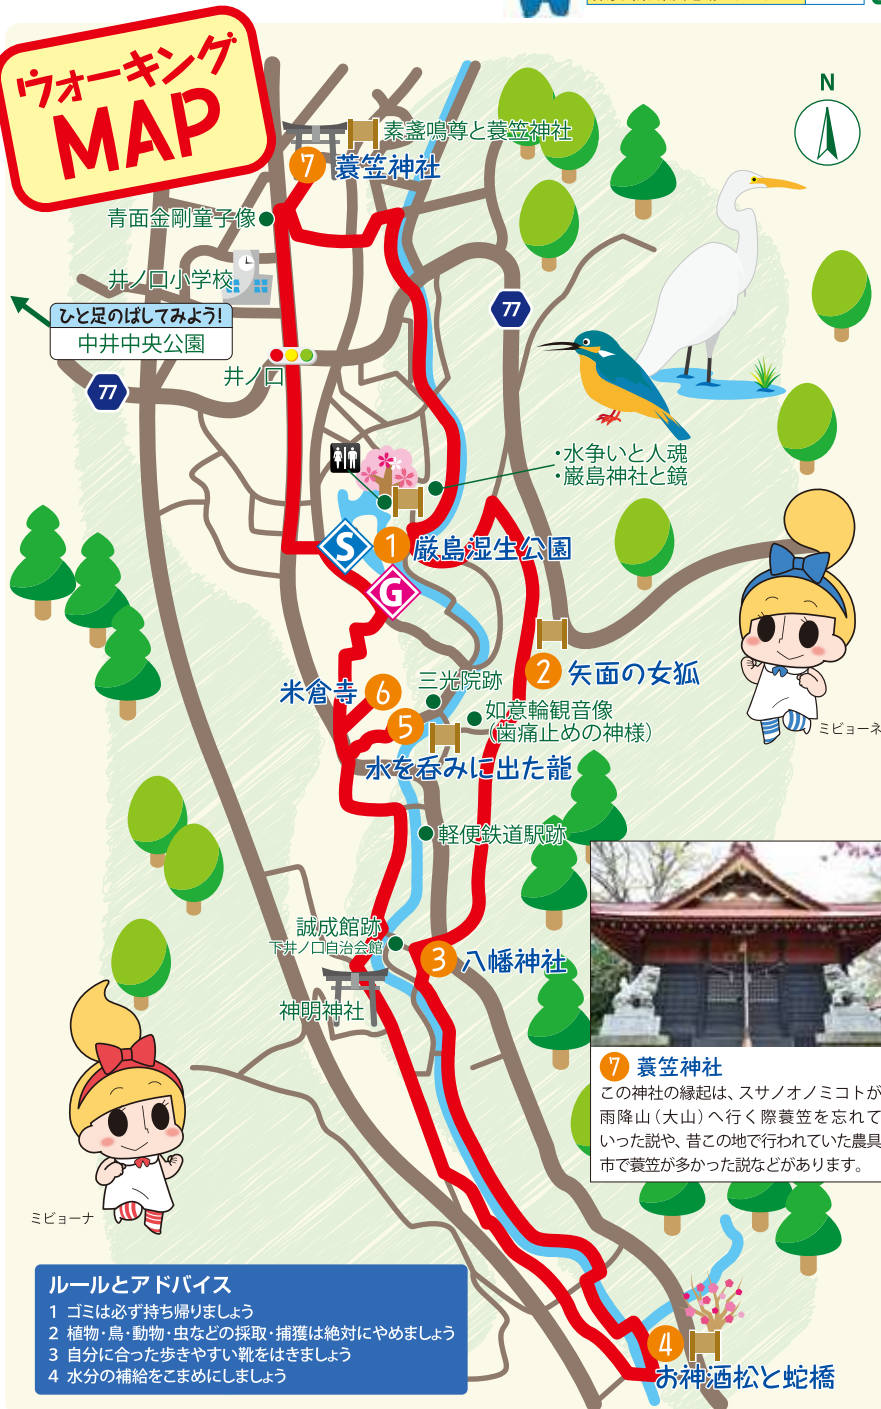 ウォーキング
MAP
N
素盞鳴尊と蓑笠神社
7 蓑笠神社
青面金剛童子像
井ノ口小学校
ひと足のばしてみよう!
中井中央公園
77
77
井ノ口
・水争いと人魂
・厳島神社と鏡
S
1 厳島湿生公園
G
2 矢面の女狐
米倉寺 6
三光院跡
5
如意輪観音像
(歯痛止めの神様)
水を呑みに出た龍
ミビョーネ
軽便鉄道駅跡
誠成館跡
下井ノ口自治会館
3 八幡神社
神明神社
7 蓑笠神社
この神社の縁起は、スサノオノミコトが
雨降山(大山)へ行く際蓑笠を忘れて
いった説や、昔この地で行われていた農具
市で蓑笠が多かった説などがあります。
ミビョーナ
ルールとアドバイス
1 ゴミは必ず持ち帰りましょう
2 植物・鳥・動物・虫などの採取・捕獲は絶対にやめましょう
3 自分に合った歩きやすい靴をはきましょう
4 水分の補給をこまめにしましょう
4
お神酒松と蛇橋